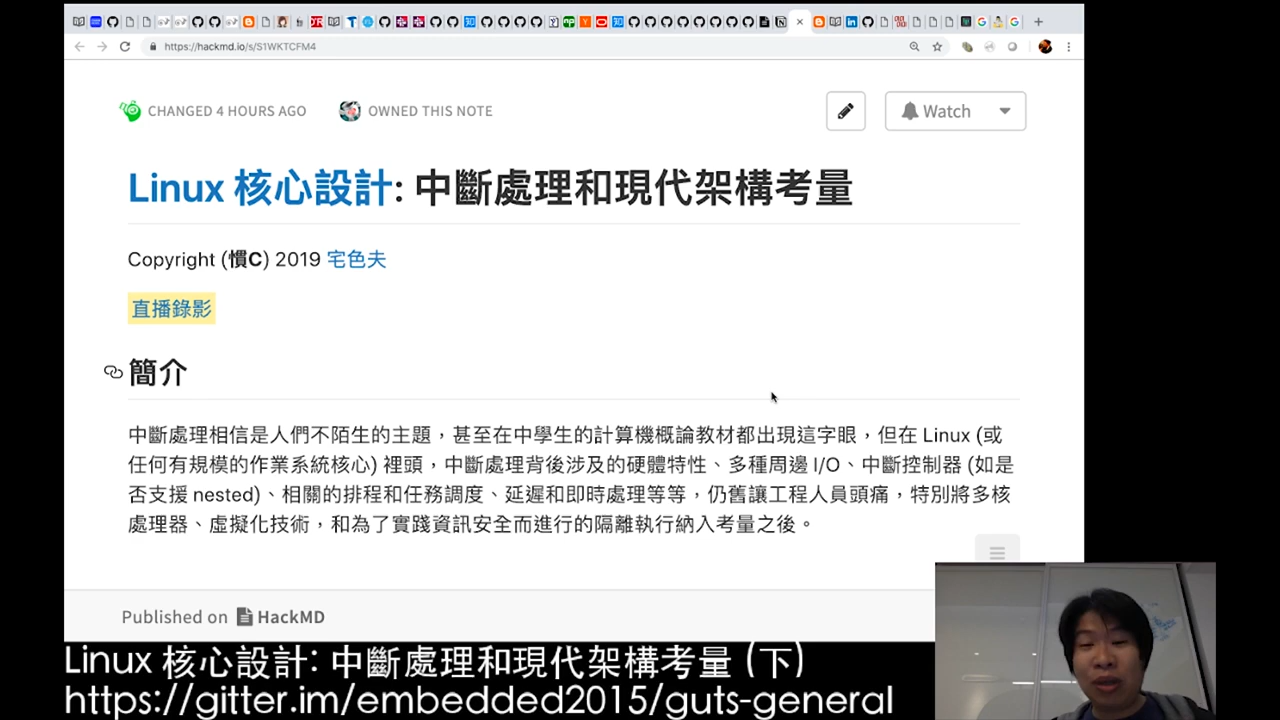 https://hackmd.io/s/S1WKTCFM4
CHANGED 4 HOURS AGO OWNED THIS NOTE
Watch
Linux 核心設計: 中斷處理和現代架構考量
Copyright (慣C) 2019 宅色夫
直播錄影
簡介
中斷處理相信是人們不陌生的主題，甚至在中學生的計算機概論教材都出現這字眼，但在 Linux (或
任何有規模的作業系統核心) 裡頭，中斷處理背後涉及的硬體特性、多種周邊 I/O、中斷控制器 (如是
否支援 nested)、相關的排程和任務調度、延遲和即時處理等等，仍舊讓工程人員頭痛，特別將多核
處理器、虛擬化技術，和為了實踐資訊安全而進行的隔離執行納入考量之後。
Published on HackMD
Linux 核心設計: 中斷處理和現代架構考量 (下)
https://gitter.im/embedded2015/guts-general